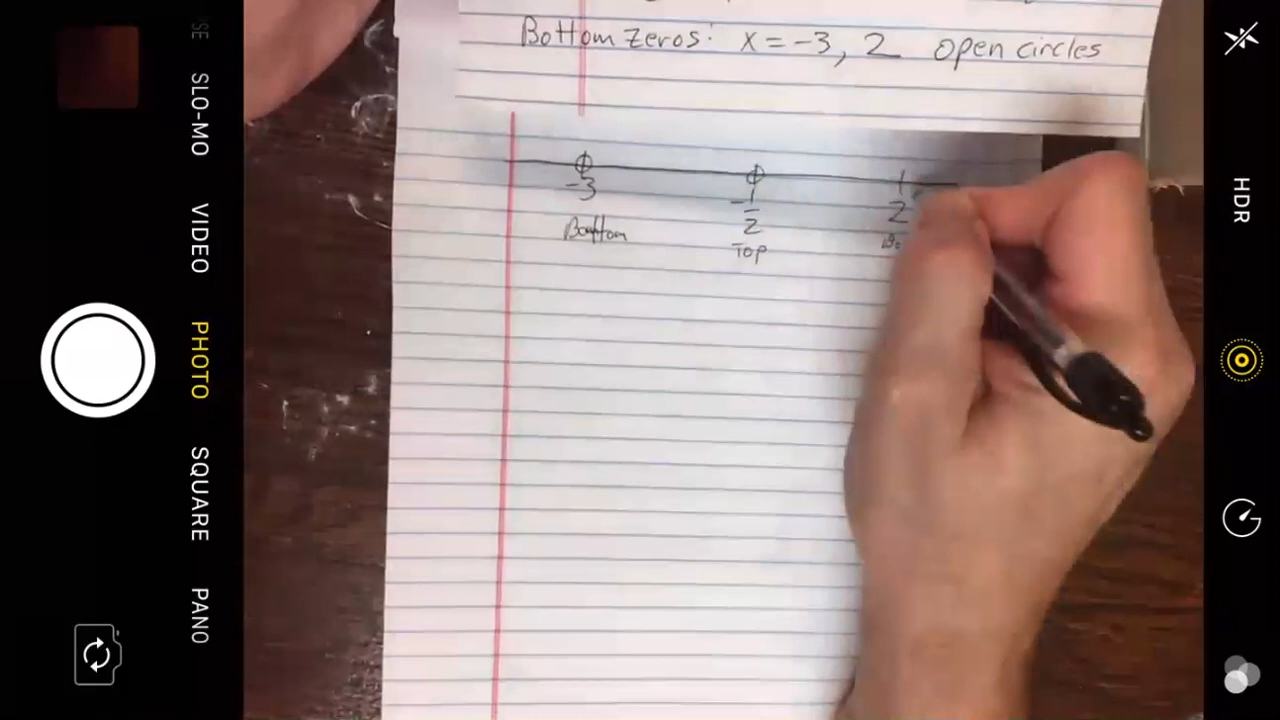 Bottom zeros: x = -3, 2 open circles
-3
-1/2
2
Bottom
Top
SLO-MO
VIDEO
PHOTO
SQUARE
PANO
HDR